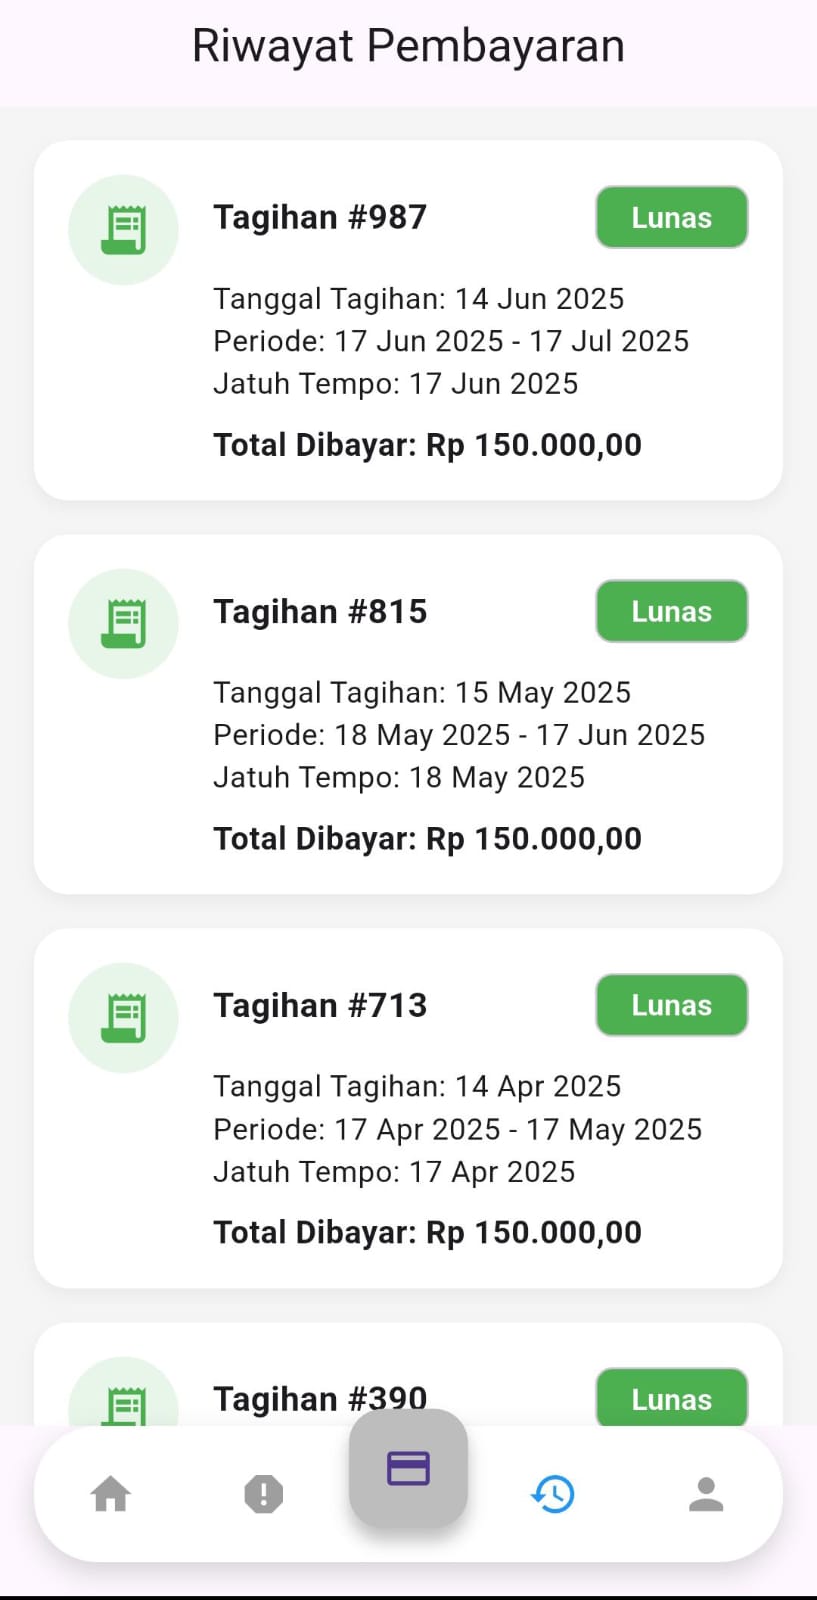 Riwayat Pembayaran
Tagihan #987
Lunas
Tanggal Tagihan: 14 Jun 2025
Periode: 17 Jun 2025 - 17 Jul 2025
Jatuh Tempo: 17 Jun 2025
Total Dibayar: Rp 150.000,00
Tagihan #815
Lunas
Tanggal Tagihan: 15 May 2025
Periode: 18 May 2025 - 17 Jun 2025
Jatuh Tempo: 18 May 2025
Total Dibayar: Rp 150.000,00
Tagihan #713
Lunas
Tanggal Tagihan: 14 Apr 2025
Periode: 17 Apr 2025 - 17 May 2025
Jatuh Tempo: 17 Apr 2025
Total Dibayar: Rp 150.000,00
Tagihan #390
Lunas